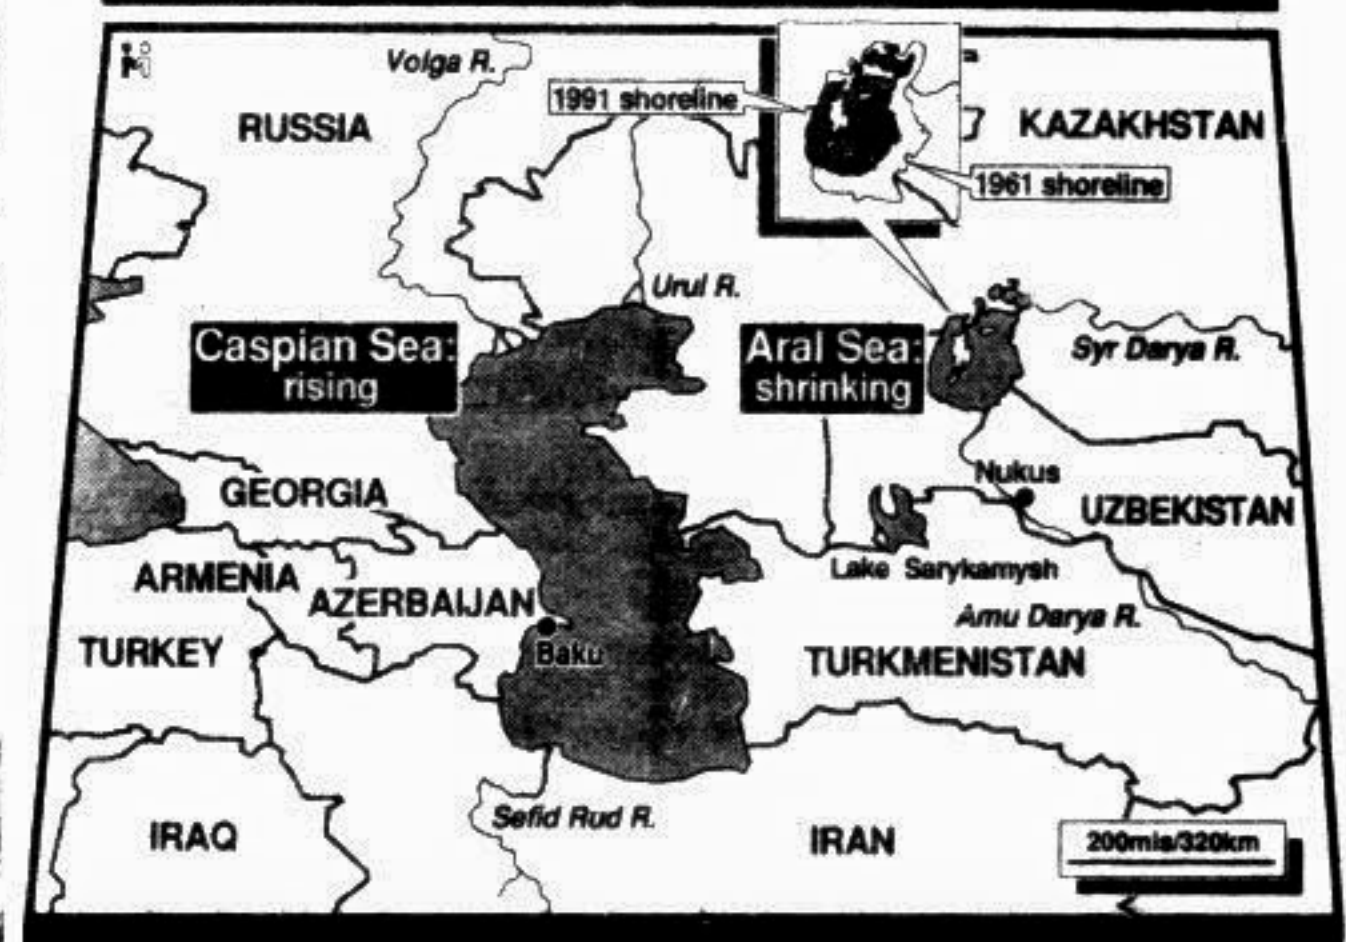 Volga R.
1991 shoreline
RUSSIA
KAZAKHSTAN
1961 shoreline
Urul R.
Caspian Sea:
rising
Aral Sea:
shrinking
Syr Darya R.
Nukus
GEORGIA
UZBEKISTAN
ARMENIA
Lake Sarykamysh
AZERBAIJAN
Amu Darya R.
Baku
TURKEY
TURKMENISTAN
Sefid Rud R.
IRAQ
IRAN
200mls/320km